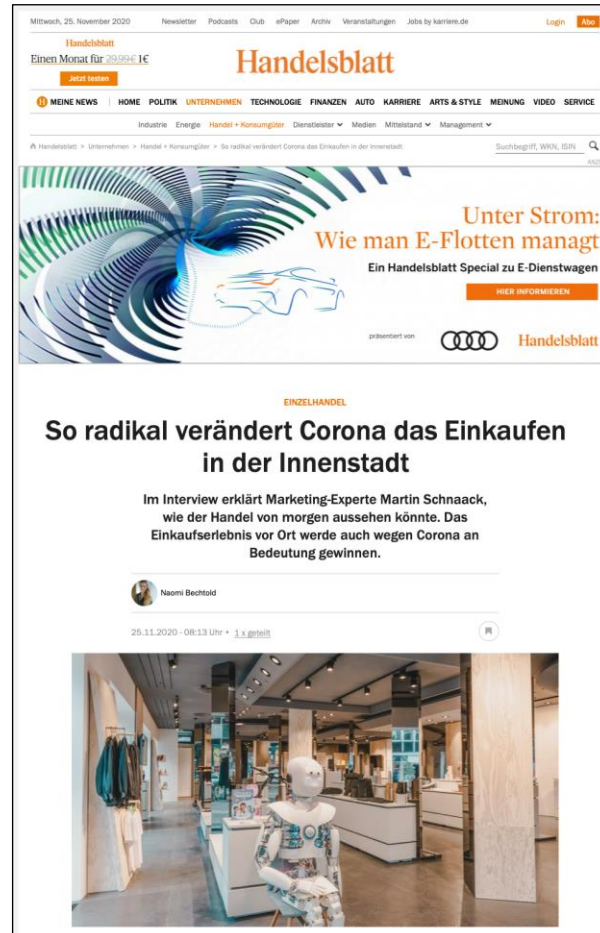 Mittwoch, 25. November 2020 Newsletter Podcasts Club ePaper Archiv Veranstaltungen Jobs by karriere.de Login Abo
Handelsblatt
Einen Monat für 29,99€ 1€
Jetzt testen
Handelsblatt
MEINE NEWS HOME POLITIK UNTERNEHMEN TECHNOLOGIE FINANZEN AUTO KARRIERE ARTS & STYLE MEINUNG VIDEO SERVICE
Industrie Energie Handel + Konsumgüter Dienstleister Medien Mittelstand Management
Handelsblatt > Unternehmen > Handel + Konsumgüter > So radikal verändert Corona das Einkaufen in der Innenstadt Suchbegriff, WKN, ISIN
Unter Strom:
Wie man E-Flotten managt
Ein Handelsblatt Special zu E-Dienstwagen
HIER INFORMIEREN
präsentiert von Handelsblatt
EINZELHANDEL
So radikal verändert Corona das Einkaufen
in der Innenstadt
Im Interview erklärt Marketing-Experte Martin Schnaack,
wie der Handel von morgen aussehen könnte. Das
Einkaufserlebnis vor Ort werde auch wegen Corona an
Bedeutung gewinnen.
Naomi Bechtold
25.11.2020 - 08:13 Uhr • 1 x geteilt